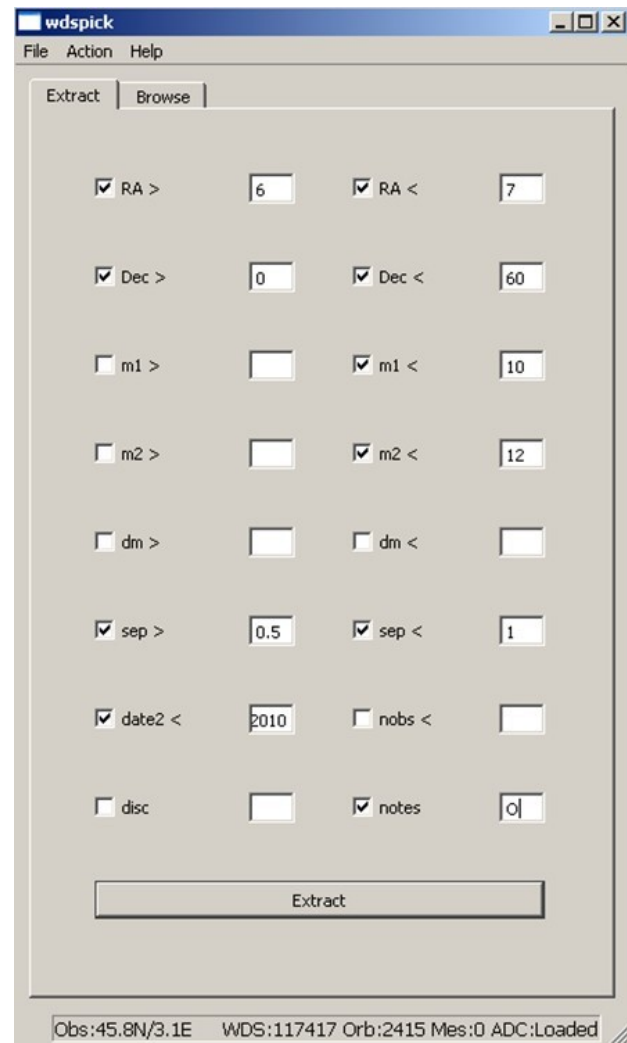 wdspick
File Action Help
Extract Browse
RA > 6 RA < 7
Dec > 0 Dec < 60
m1 > m1 < 10
m2 > m2 < 12
dm > dm <
sep > 0.5 sep < 1
date2 < 2010 nobs <
disc notes O
Extract
Obs:45.8N/3.1E WDS:117417 Orb:2415 Mes:0 ADC:Loaded